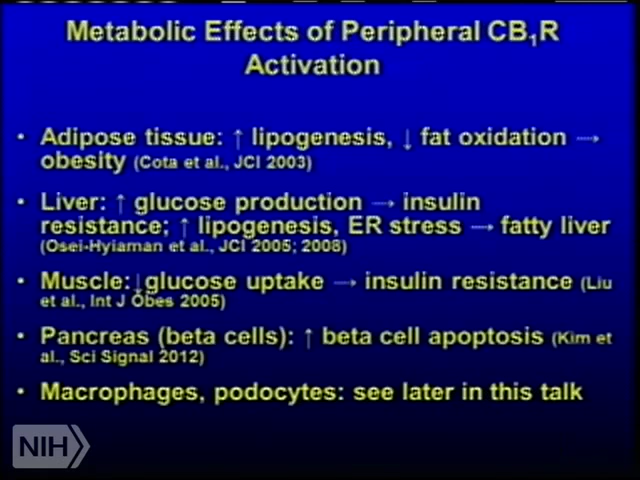 Metabolic Effects of Peripheral CB₁R
Activation
• Adipose tissue: ↑ lipogenesis, ↓ fat oxidation →
obesity (Cota et al., JCI 2003)
• Liver: ↑ glucose production → insulin
resistance; ↑ lipogenesis, ER stress → fatty liver
(Osei-Hyiaman et al., JCI 2005; 2008)
• Muscle: ↓glucose uptake → insulin resistance (Liu
et al., Int J Obes 2005)
• Pancreas (beta cells): ↑ beta cell apoptosis (Kim et
al., Sci Signal 2012)
• Macrophages, podocytes: see later in this talk
NIH